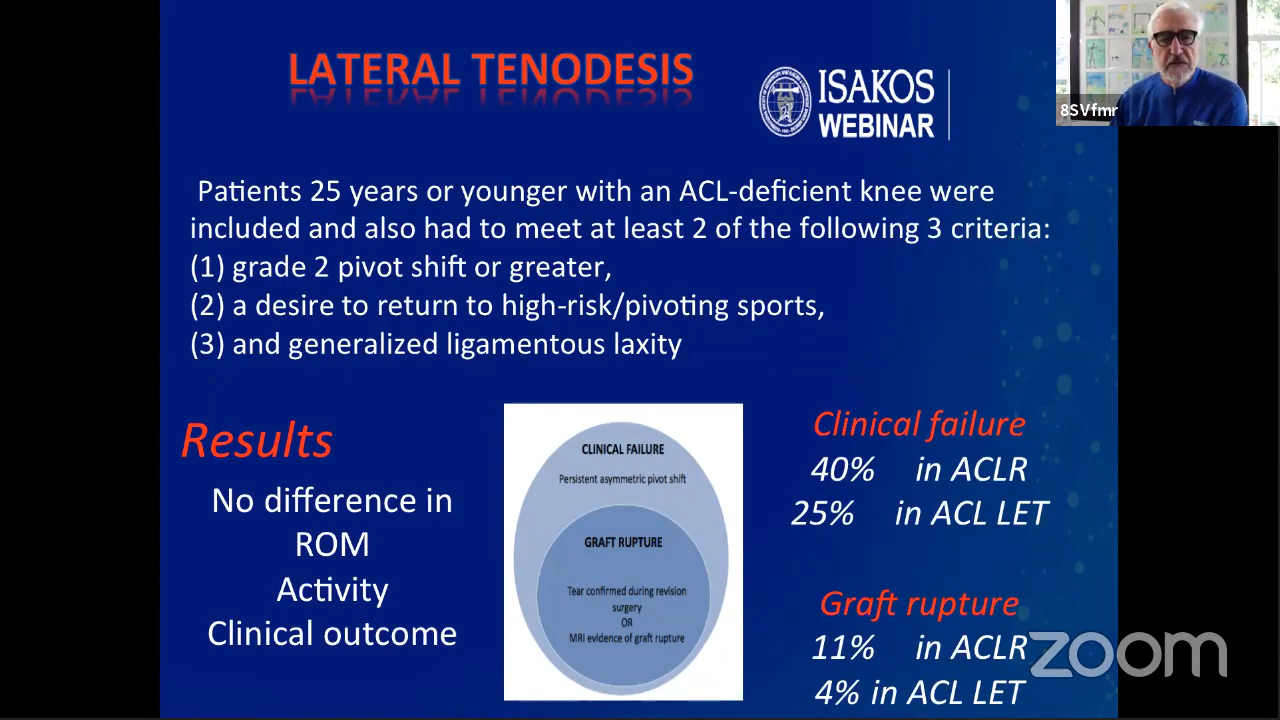 LATERAL TENODESIS
ISAKOS
WEBINAR
8SVfmr
Patients 25 years or younger with an ACL-deficient knee were
included and also had to meet at least 2 of the following 3 criteria:
(1) grade 2 pivot shift or greater,
(2) a desire to return to high-risk/pivoting sports,
(3) and generalized ligamentous laxity
Results
No difference in
ROM
Activity
Clinical outcome
CLINICAL FAILURE
Persistent asymmetric pivot shift
GRAFT RUPTURE
Tear confirmed during revision
surgery
OR
MRI evidence of graft rupture
Clinical failure
40% in ACLR
25% in ACL LET
Graft rupture
11% in ACLR
4% in ACL LET
zoom